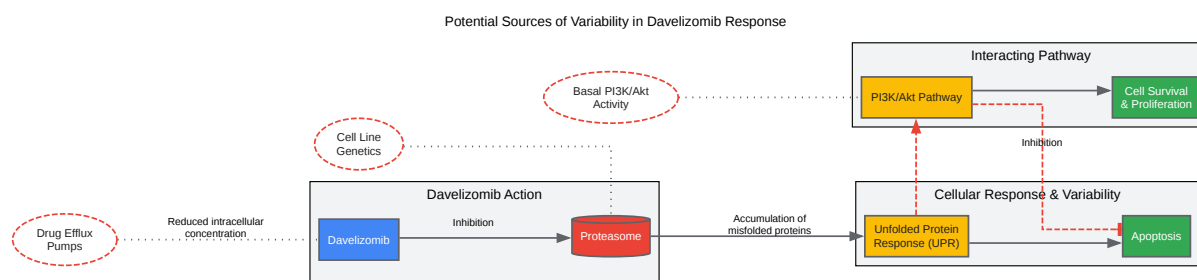 Potential Sources of Variability in Davelizomib Response
Interacting Pathway
Basal PI3K/Akt
Activity
PI3K/Akt Pathway
Cell Survival
& Proliferation
Cell Line
Genetics
Inhibition
Davelizomib Action
Cellular Response & Variability
Drug Efflux
Pumps
Reduced intracellular
concentration
Davelizomib
Inhibition
Proteasome
Accumulation of
misfolded proteins
Unfolded Protein
Response (UPR)
Apoptosis